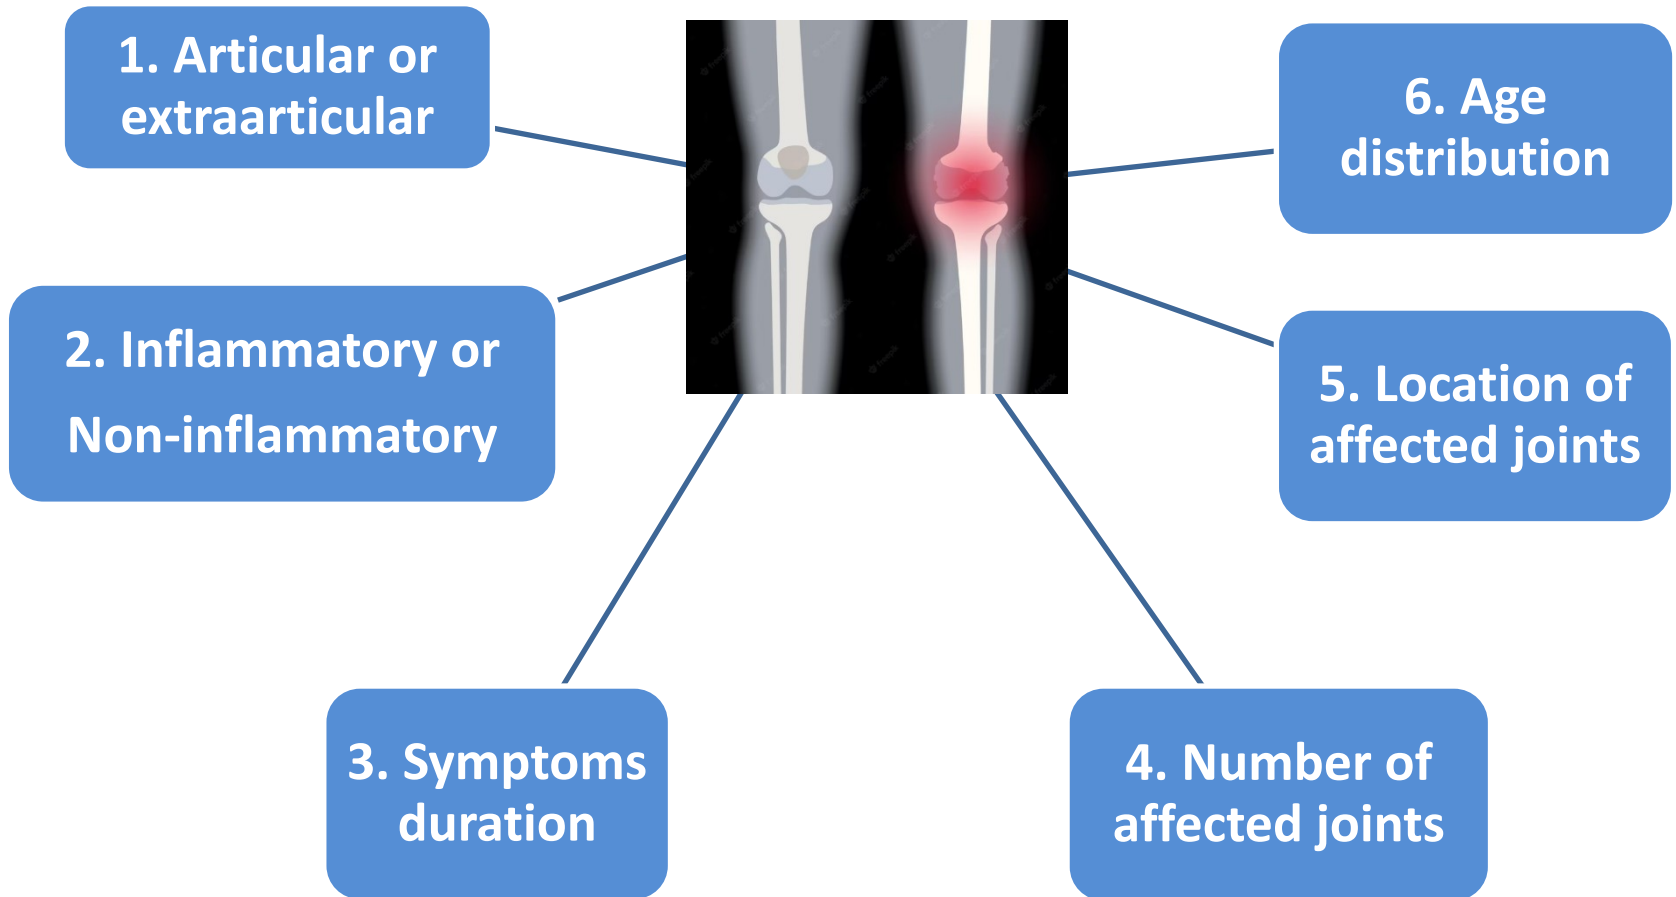 1. Articular or
extraarticular
2. Inflammatory or
Non-inflammatory
3. Symptoms
duration
4. Number of
affected joints
5. Location of
affected joints
6. Age
distribution